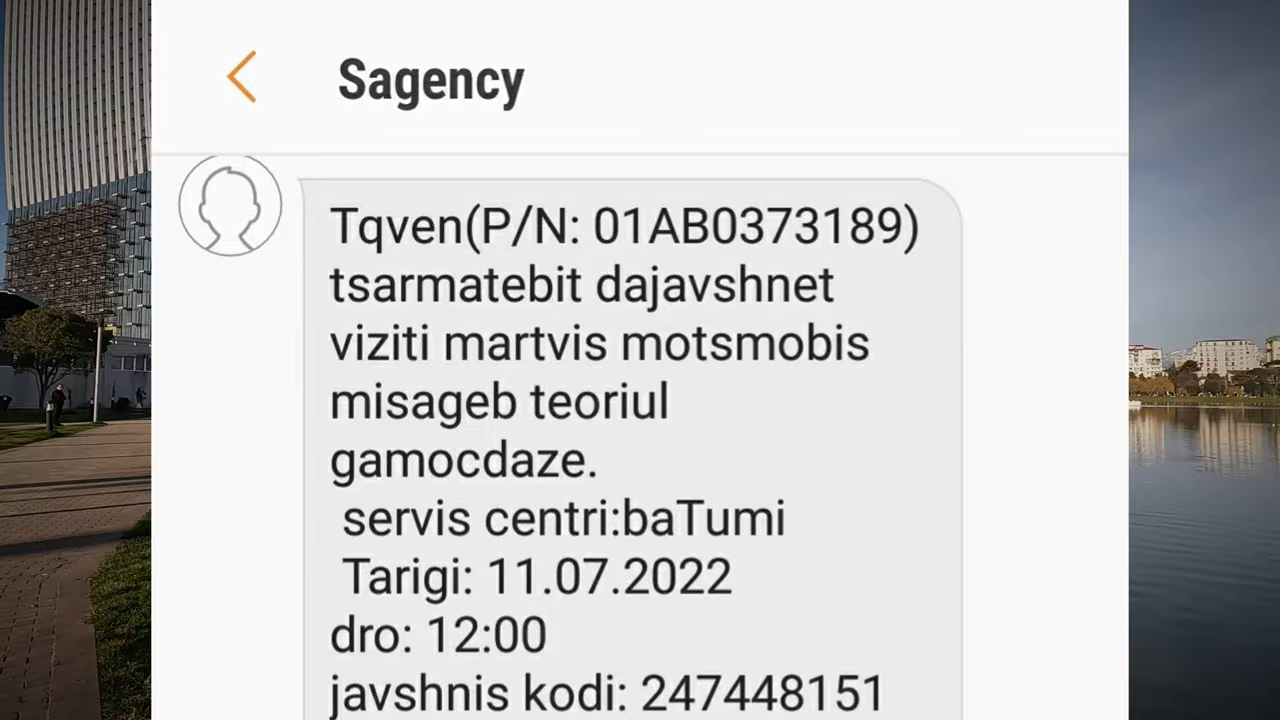 Sagency
Tqven(P/N: 01AB0373189)
tsarmatebit dajavshnet
viziti martvis motsmobis
misageb teoriul
gamocdaze.
servis centri:baTumi
Tarigi: 11.07.2022
dro: 12:00
javshnis kodi: 247448151